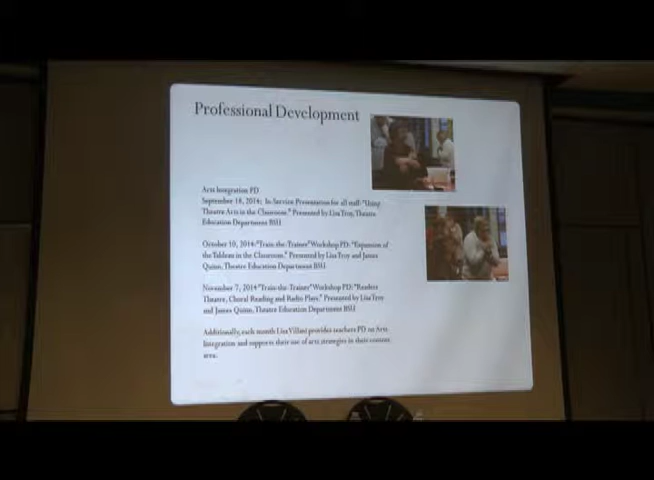 Professional Development
Arts Integration PD
September 18, 2014: In-Service Presentation for all staff-"Using
Theatre Arts in the Classroom." Presented by Lisa Troy, Theatre
Education Department BSU
October 10, 2014-"Train-the-Trainer" Workshop PD: "Expansion of
the Tableau in the Classroom." Presented by Lisa Troy and James
Quinn, Theatre Education Department BSU
November 7, 2014 "Train-the-Trainer" Workshop PD: "Readers
Theatre, Choral Reading and Radio Plays." Presented by Lisa Troy
and James Quinn, Theatre Education Department BSU
Additionally, each month Lisa Villani provides teachers PD on Arts
Integration and supports their use of arts strategies in their content
area.